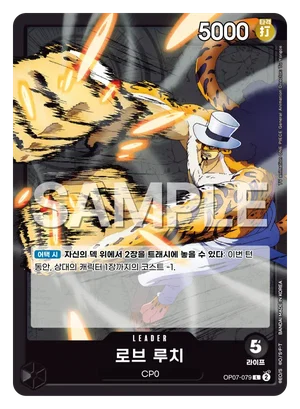 5000
타격
打
SAMPLE
어택 시 자신의 덱 위에서 2장을 트래시에 놓을 수 있다: 이번 턴
동안, 상대의 캐릭터 1장까지의 코스트 -1.
LEADER
로브 루치
5
라이프
CP0
OP07-079 L
2